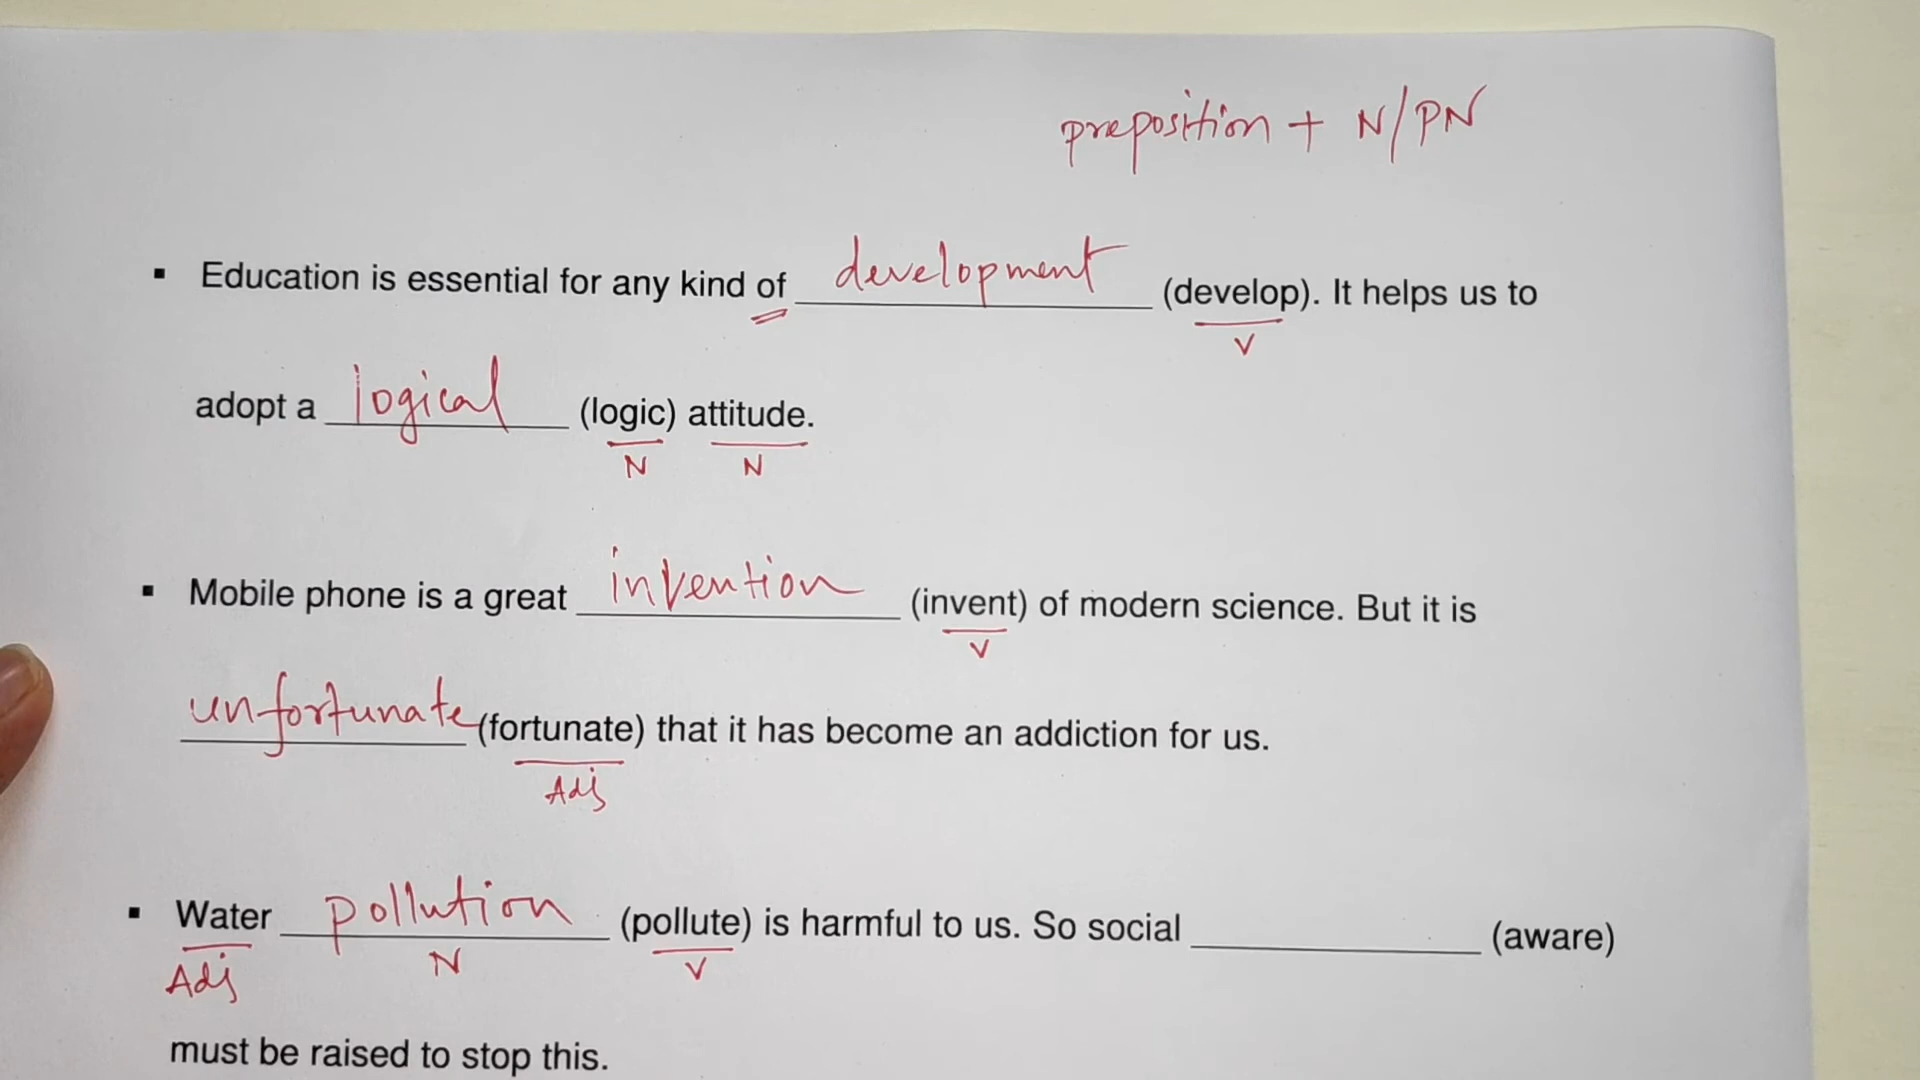 preposition + N/PN
▪ Education is essential for any kind of development (develop). It helps us to
V
adopt a logical (logic) attitude.
N N
▪ Mobile phone is a great invention (invent) of modern science. But it is
V
unfortunate (fortunate) that it has become an addiction for us.
Adj
▪ Water pollution (pollute) is harmful to us. So social __________ (aware)
Adj N V
must be raised to stop this.